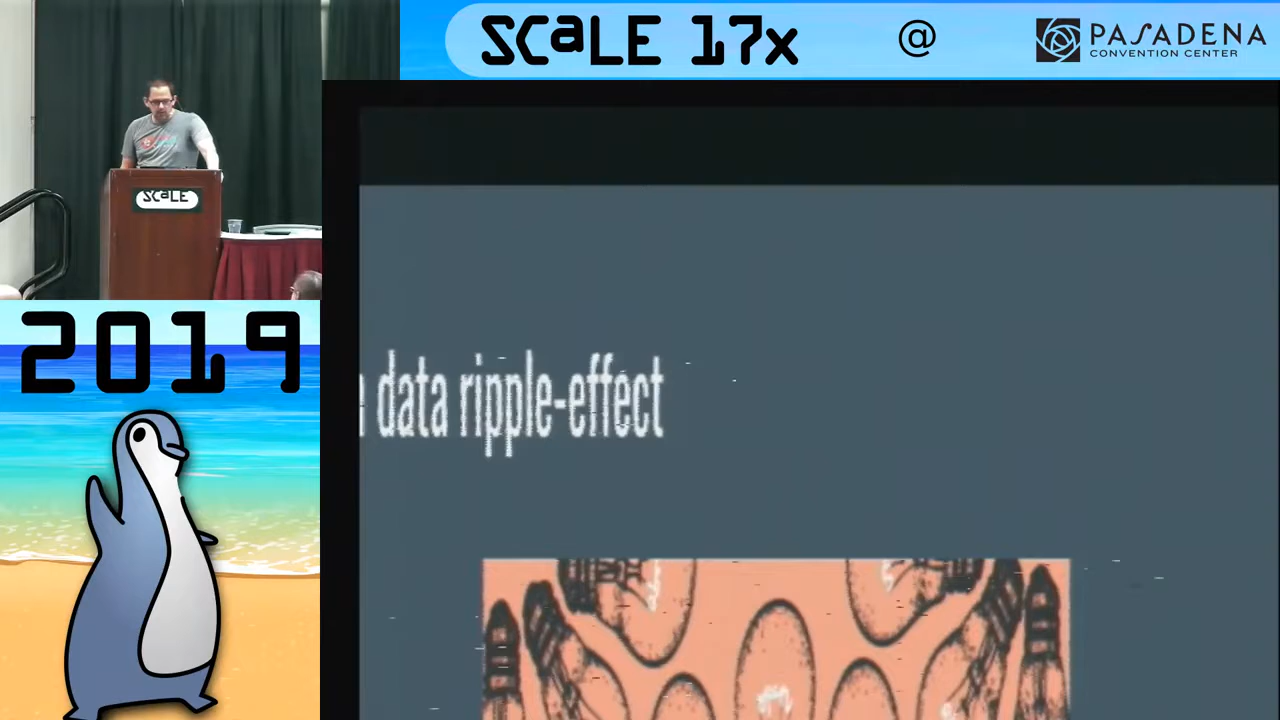 SCaLE 17x @ PASADENA
CONVENTION CENTER
SCaLE
2019
data ripple-effect